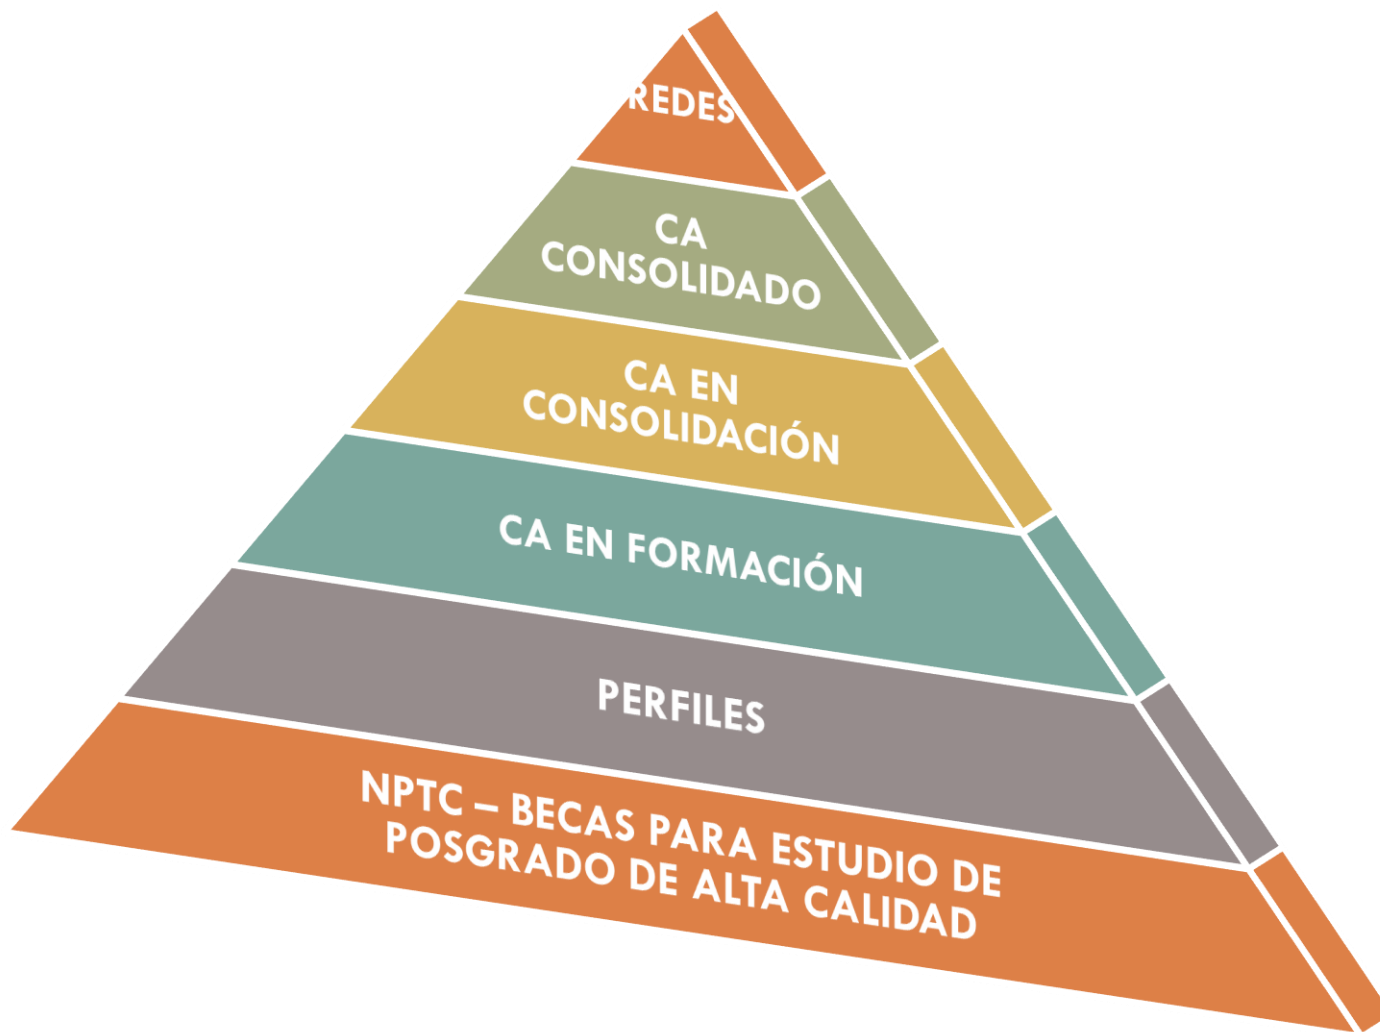 REDES
CA
CONSOLIDADO
CA EN
CONSOLIDACIÓN
CA EN FORMACIÓN
PERFILES
NPTC – BECAS PARA ESTUDIO DE
POSGRADO DE ALTA CALIDAD